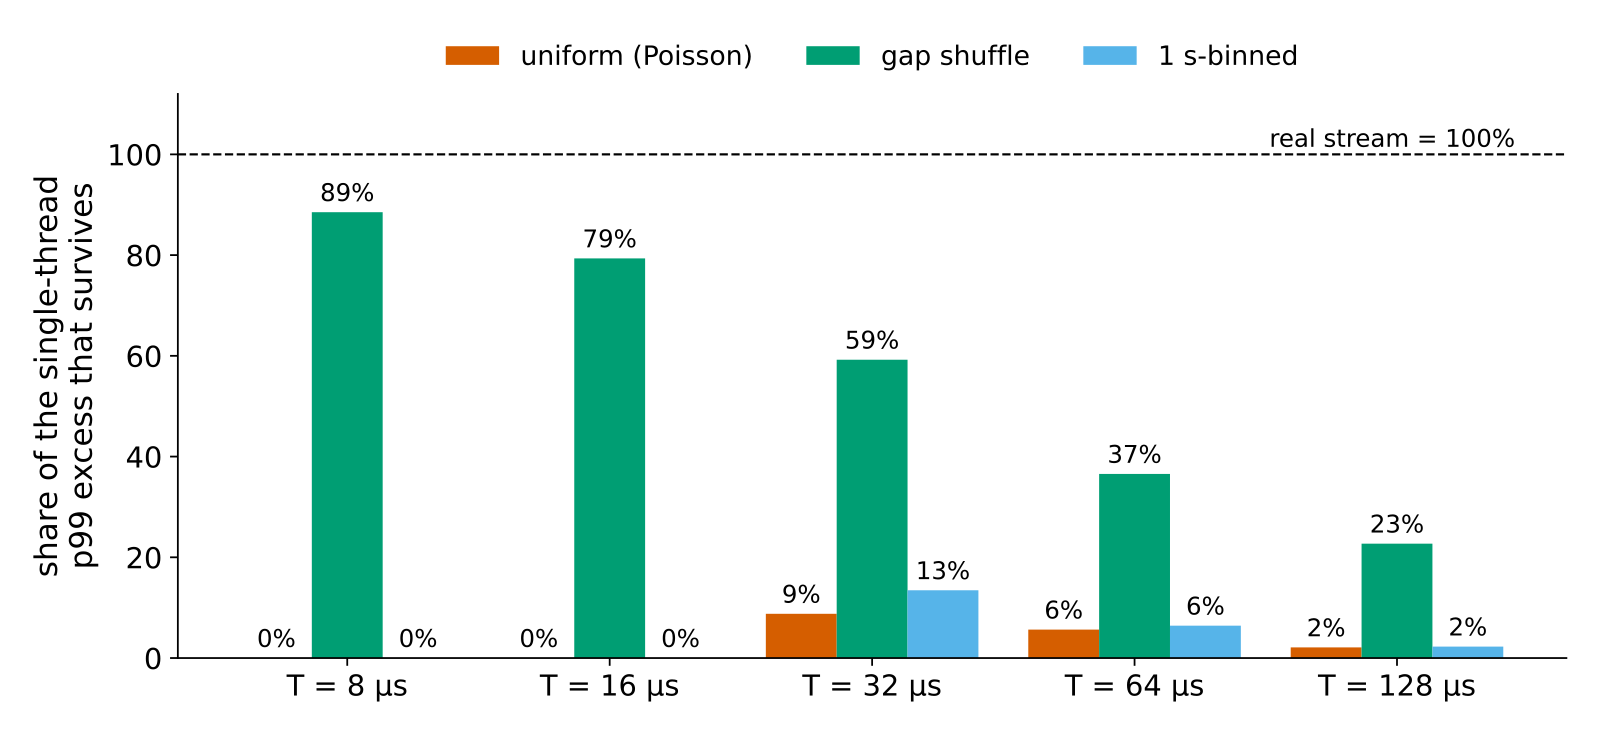 uniform (Poisson)
gap shuffle
1 s-binned
real stream = 100%
share of the single-thread
p99 excess that survives
100
80
60
40
20
0
0%
89%
0%
0%
79%
0%
9%
59%
13%
6%
37%
6%
2%
23%
2%
T = 8 µs
T = 16 µs
T = 32 µs
T = 64 µs
T = 128 µs